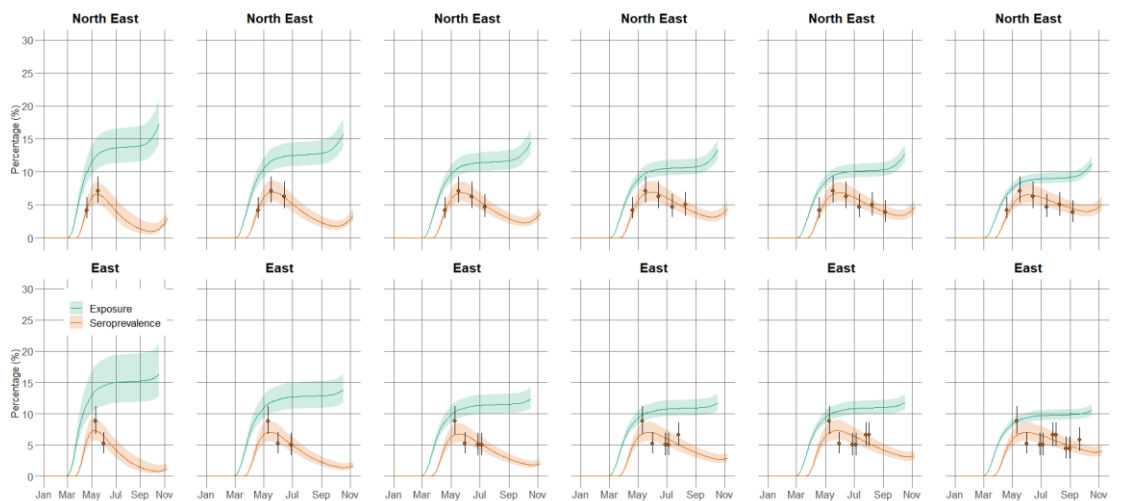 North East North East North East North East North East North East
30
25
20
15
10
5
0
Percentage (%)
East East East East East East
30
25
20
15
10
5
0
Percentage (%)
Exposure
Seroprevalence
Jan Mar May Jul Sep Nov Jan Mar May Jul Sep Nov Jan Mar May Jul Sep Nov Jan Mar May Jul Sep Nov Jan Mar May Jul Sep Nov Jan Mar May Jul Sep Nov